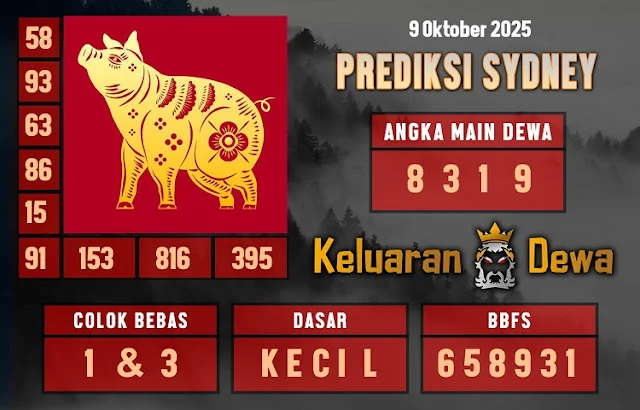 9 Oktober 2025
PREDIKSI SYDNEY
58
93
63
86
15
91 153 816 395
ANGKA MAIN DEWA
8 3 1 9
Keluaran Dewa
COLOK BEBAS
1 & 3
DASAR
KECIL
BBFS
658931